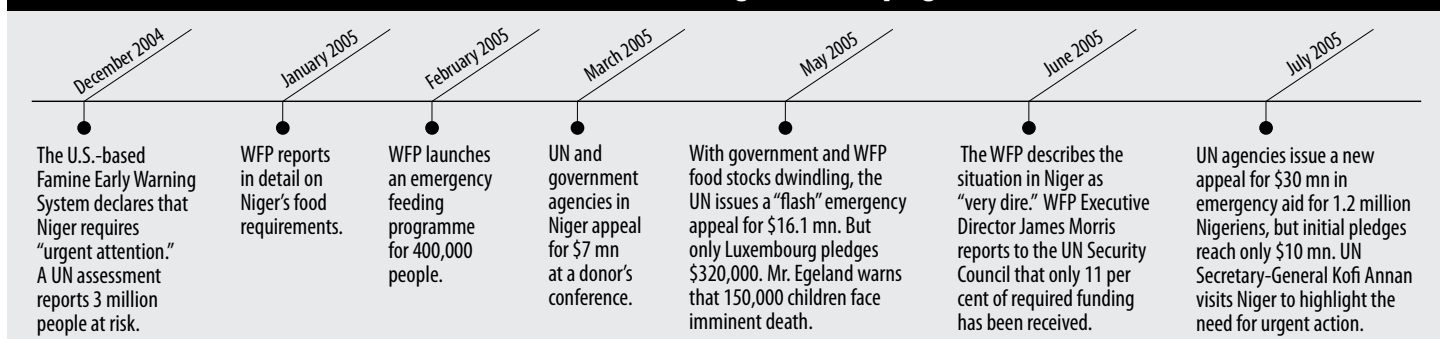 December 2004
The U.S.-based
Famine Early Warning
System declares that
Niger requires
“urgent attention.”
A UN assessment
reports 3 million
people at risk.
January 2005
WFP reports
in detail on
Niger’s food
requirements.
February 2005
WFP launches
an emergency
feeding
programme
for 400,000
people.
March 2005
UN and
government
agencies in
Niger appeal
for $7 mn
at a donor’s
conference.
May 2005
With government and WFP
food stocks dwindling, the
UN issues a “flash” emergency
appeal for $16.1 mn. But
only Luxembourg pledges
$320,000. Mr. Egeland warns
that 150,000 children face
imminent death.
June 2005
The WFP describes the
situation in Niger as
“very dire.” WFP Executive
Director James Morris
reports to the UN Security
Council that only 11 per
cent of required funding
has been received.
July 2005
UN agencies issue a new
appeal for $30 mn in
emergency aid for 1.2 million
Nigeriens, but initial pledges
reach only $10 mn. UN
Secretary-General Kofi Annan
visits Niger to highlight the
need for urgent action.